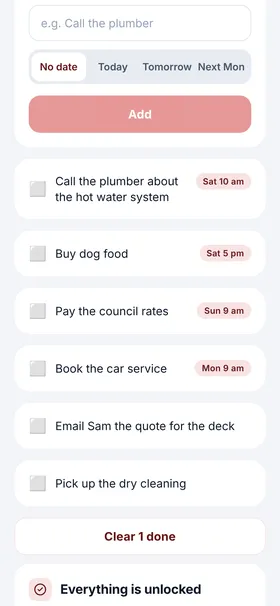 e.g. Call the plumber
No date Today Tomorrow Next Mon
Add
Call the plumber about Sat 10 am
the hot water system
Buy dog food Sat 5 pm
Pay the council rates Sun 9 am
Book the car service Mon 9 am
Email Sam the quote for the deck
Pick up the dry cleaning
Clear 1 done
Everything is unlocked